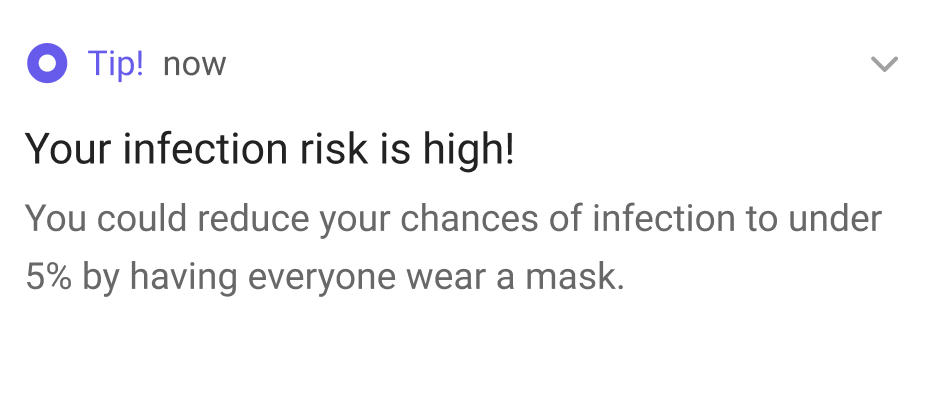 Tip! now
Your infection risk is high!
You could reduce your chances of infection to under
5% by having everyone wear a mask.